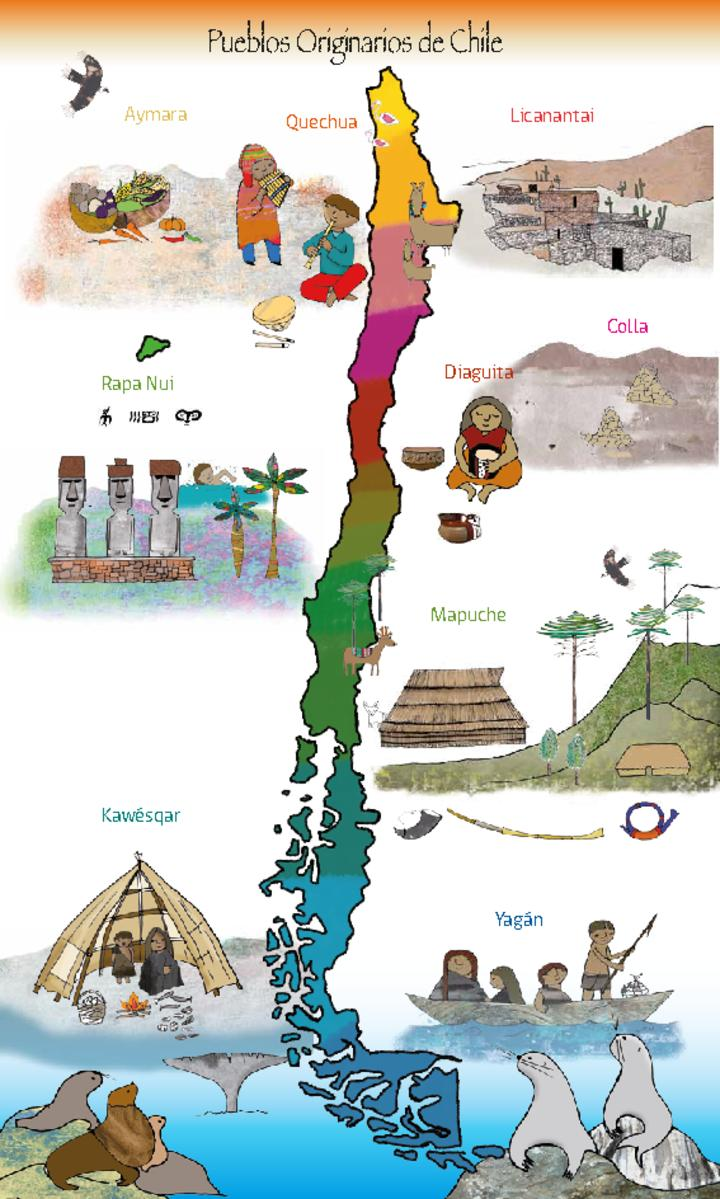 Pueblos Originarios de Chile
Aymara
Quechua
Licanantai
Colla
Diaguita
Rapa Nui
Mapuche
Kawésqar
Yagán